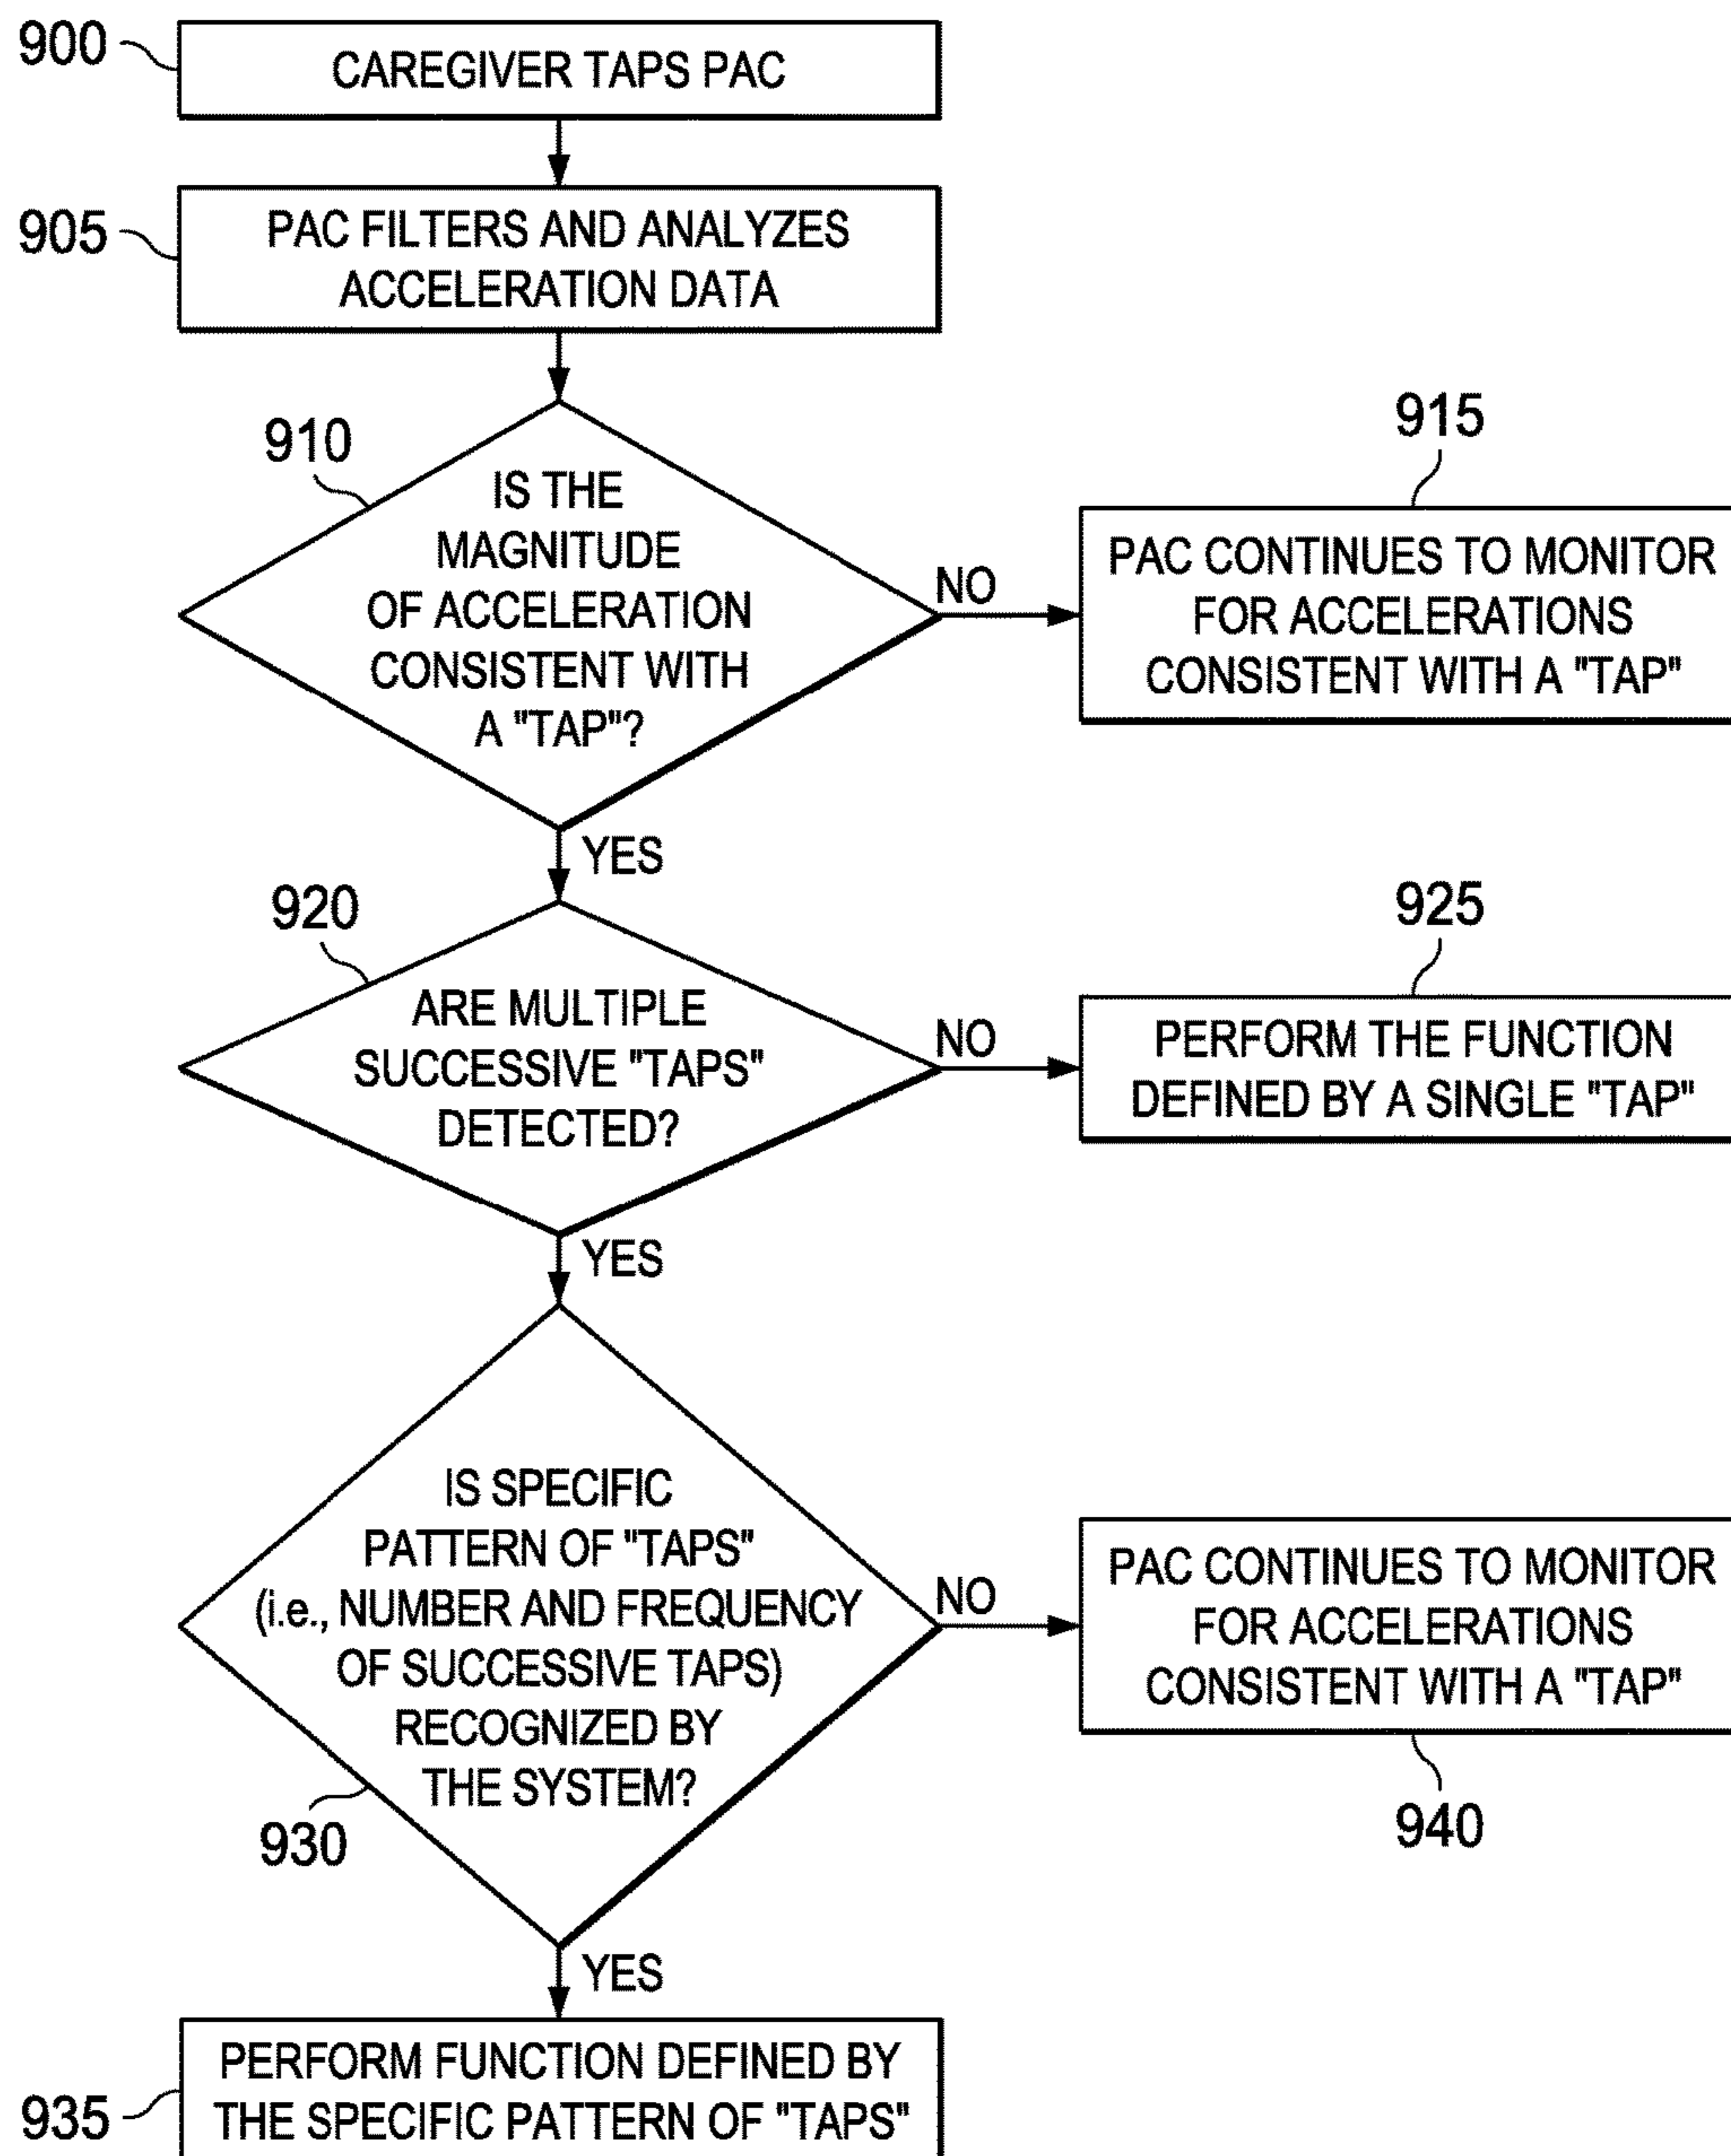 900
CAREGIVER TAPS PAC
905
PAC FILTERS AND ANALYZES
ACCELERATION DATA
910
IS THE
MAGNITUDE
OF ACCELERATION
CONSISTENT WITH
A "TAP"?
NO
915
PAC CONTINUES TO MONITOR
FOR ACCELERATIONS
CONSISTENT WITH A "TAP"
YES
920
ARE MULTIPLE
SUCCESSIVE "TAPS"
DETECTED?
NO
925
PERFORM THE FUNCTION
DEFINED BY A SINGLE "TAP"
YES
IS SPECIFIC
PATTERN OF "TAPS"
(i.e., NUMBER AND FREQUENCY
OF SUCCESSIVE TAPS)
RECOGNIZED BY
THE SYSTEM?
930
NO
PAC CONTINUES TO MONITOR
FOR ACCELERATIONS
CONSISTENT WITH A "TAP"
940
YES
PERFORM FUNCTION DEFINED BY
THE SPECIFIC PATTERN OF "TAPS"
935